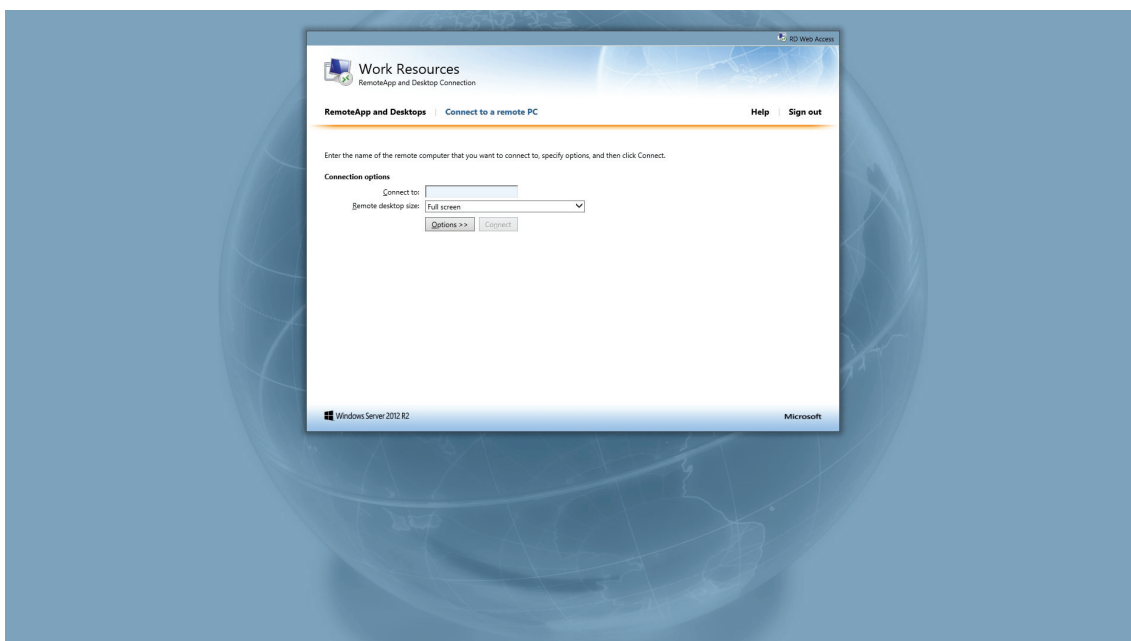 RD Web Access
Work Resources
RemoteApp and Desktop Connection
RemoteApp and Desktops | Connect to a remote PC Help | Sign out
Enter the name of the remote computer that you want to connect to, specify options, and then click Connect.
Connection options
Connect to:
Remote desktop size: Full screen
Options >> Connect
Windows Server 2012 R2 Microsoft